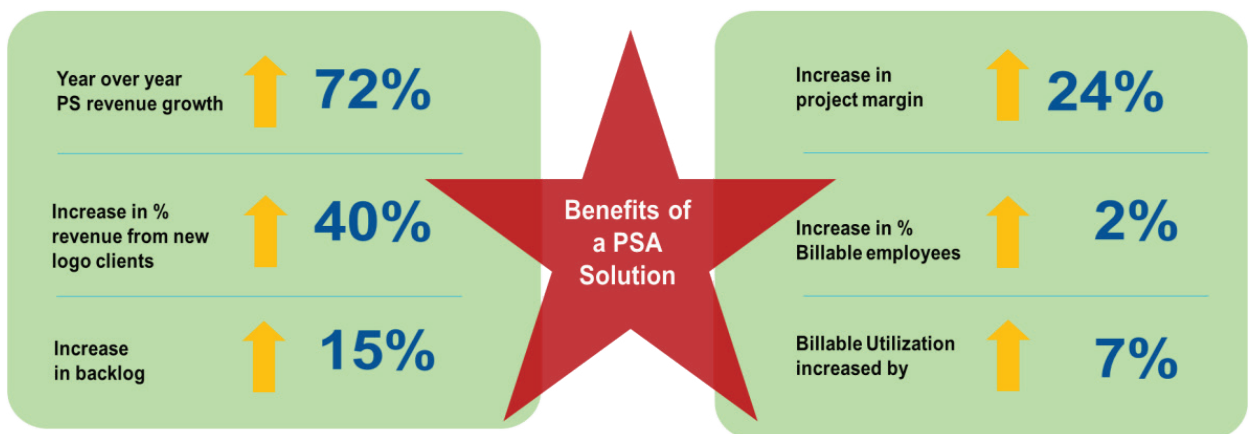 Year over year
PS revenue growth
72%
Increase in %
revenue from new
logo clients
40%
Increase
in backlog
15%
Benefits of
a PSA
Solution
Increase in
project margin
24%
Increase in %
Billable employees
2%
Billable Utilization
increased by
7%